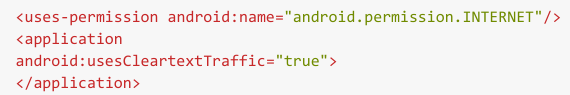 <uses-permission android:name="android.permission.INTERNET"/>
<application
android:usesCleartextTraffic="true">
</application>